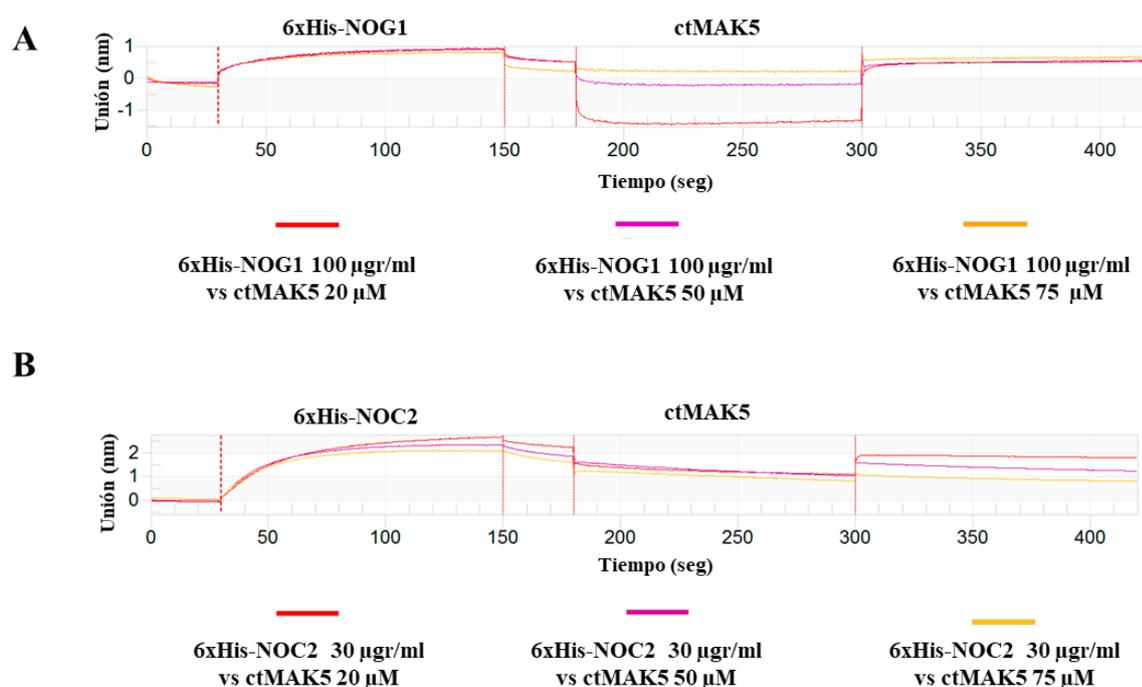 A
6xHis-NOG1
ctMAK5
Unión (nm)
1
0
-1
0
50
100
150
200
250
300
350
400
Tiempo (seg)
6xHis-NOG1 100 µgr/ml
vs ctMAK5 20 µM
6xHis-NOG1 100 µgr/ml
vs ctMAK5 50 µM
6xHis-NOG1 100 µgr/ml
vs ctMAK5 75 µM
B
6xHis-NOC2
ctMAK5
Unión (nm)
2
1
0
0
50
100
150
200
250
300
350
400
Tiempo (seg)
6xHis-NOC2 30 µgr/ml
vs ctMAK5 20 µM
6xHis-NOC2 30 µgr/ml
vs ctMAK5 50 µM
6xHis-NOC2 30 µgr/ml
vs ctMAK5 75 µM